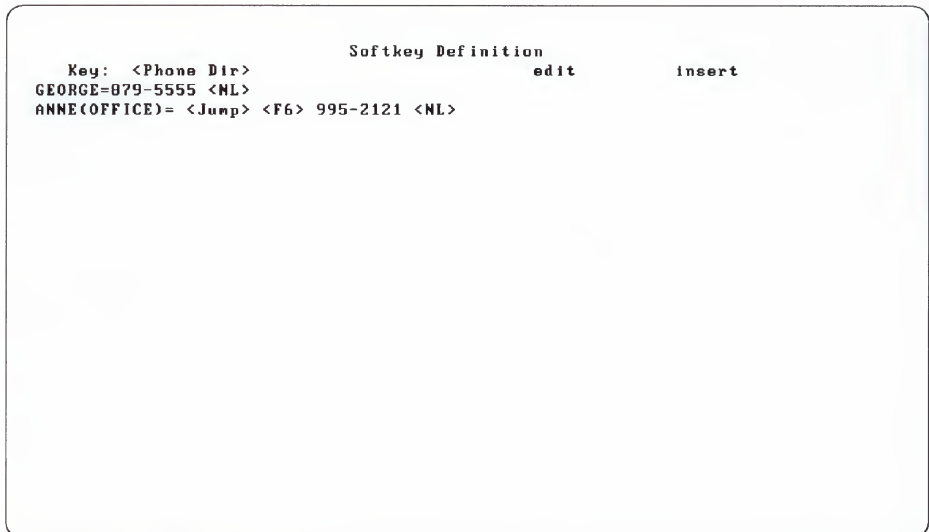 Softkey Definition
Key: <Phone Dir> edit insert
GEORGE=879-5555 <NL>
ANNE(OFFICE)= <Jump> <F6> 995-2121 <NL>